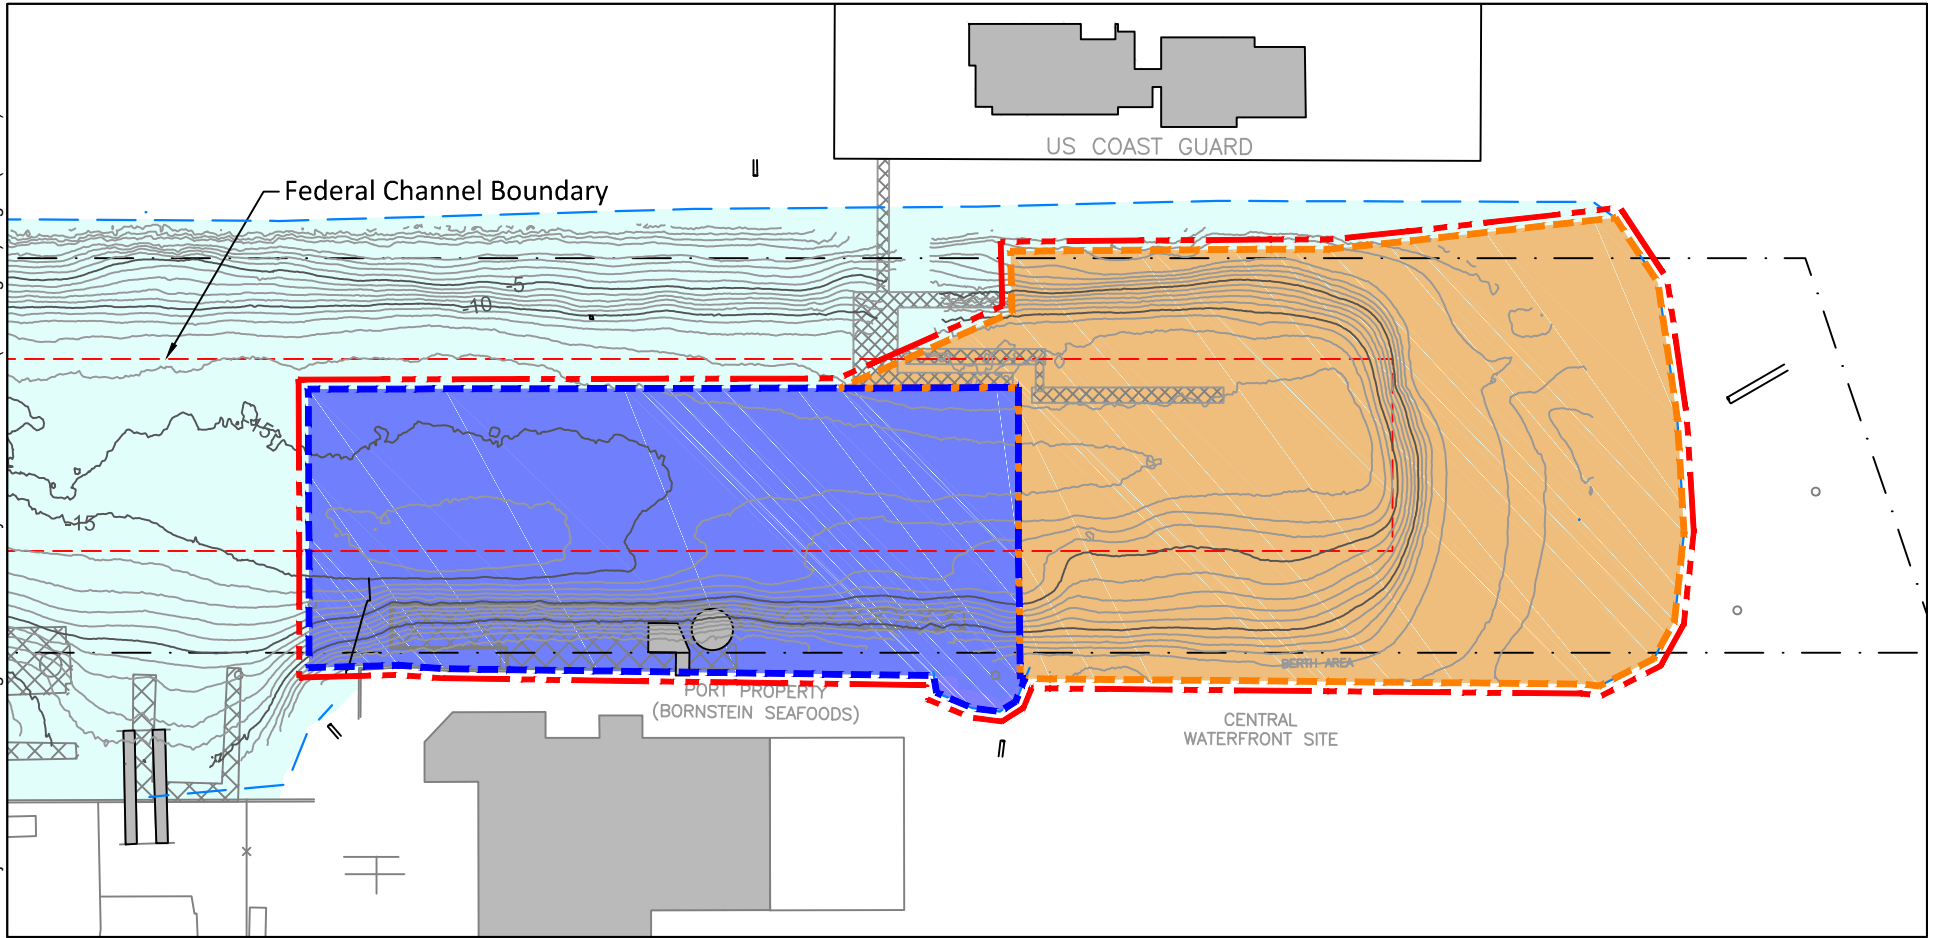 US COAST GUARD
Federal Channel Boundary
-5
-10
-15
-15
BERTH AREA
PORT PROPERTY
(BORNSTEIN SEAFOODS)
CENTRAL
WATERFRONT SITE